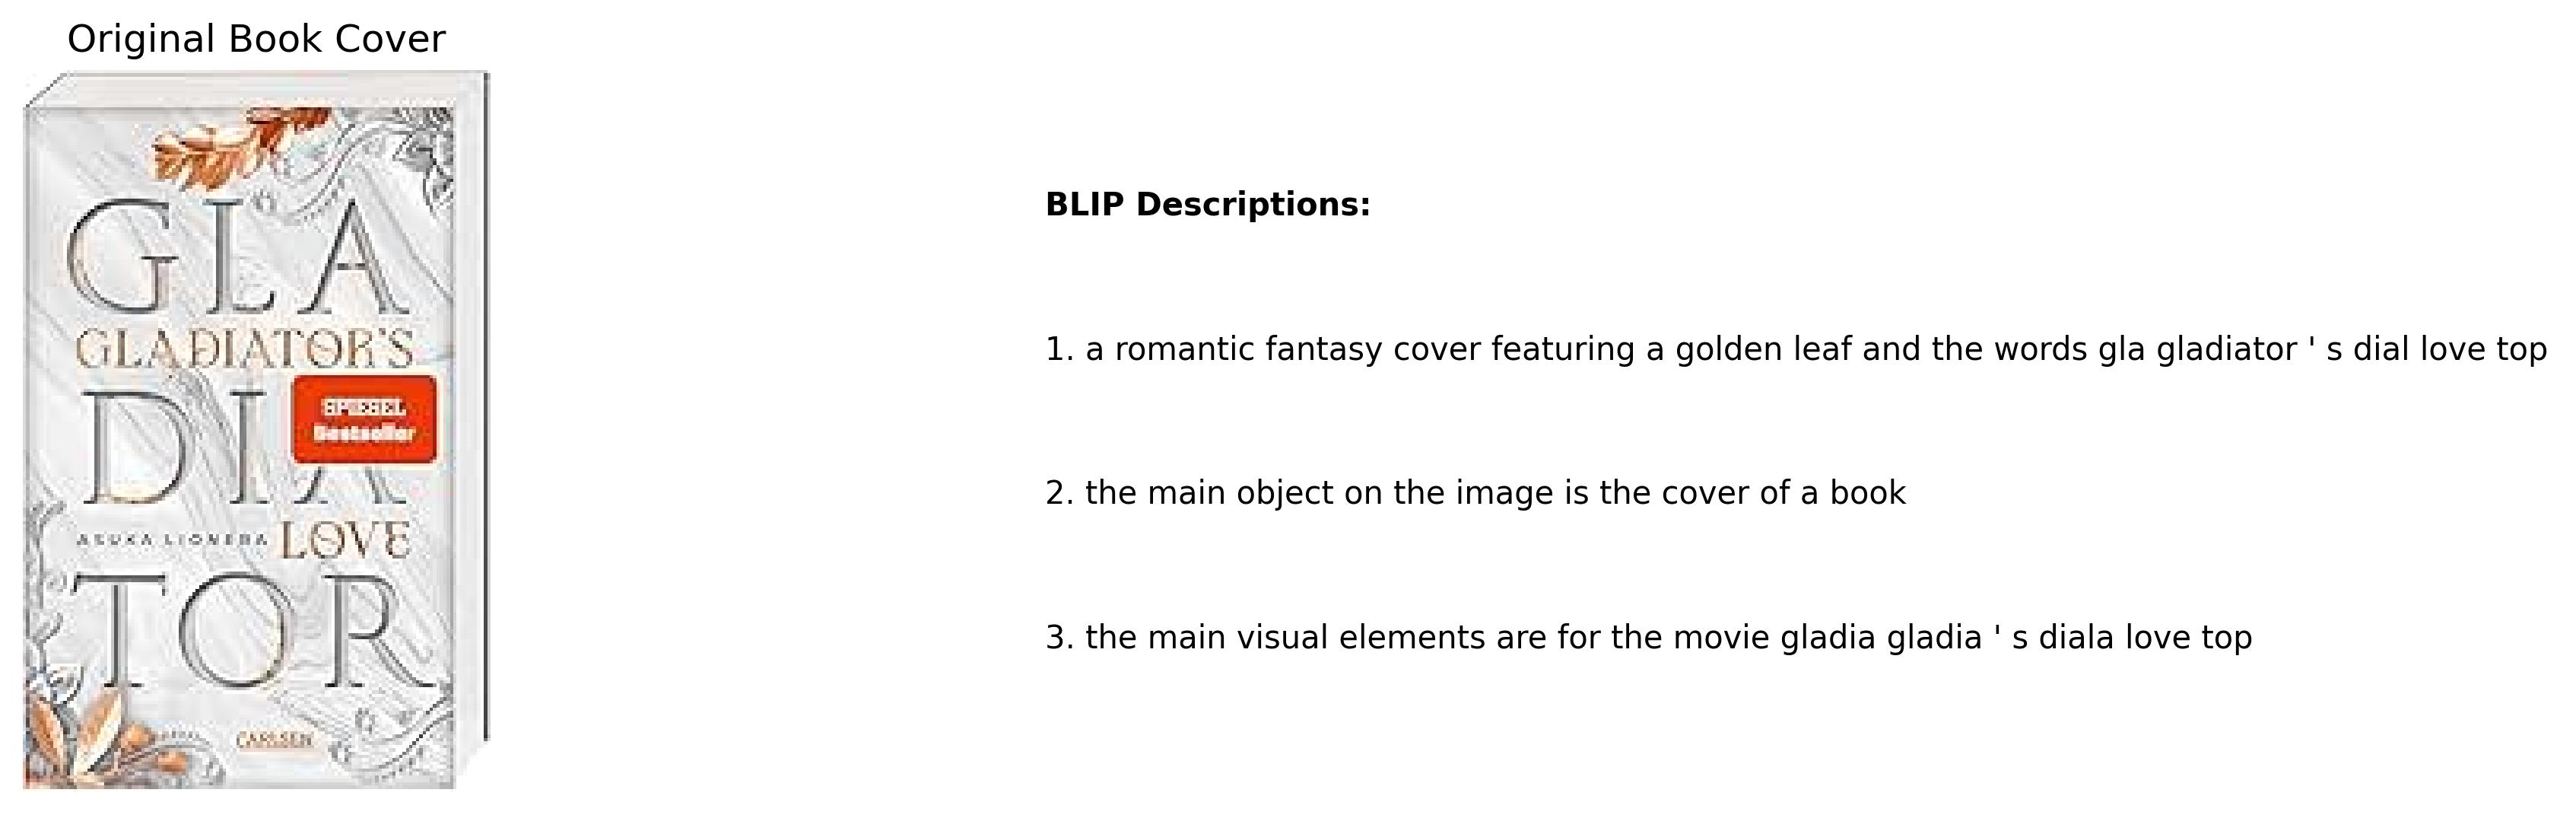 Original Book Cover
GLA
GLADIATOR'S
DIA
SPIEGEL
Bestseller
ASUKA LIONERA LOVE
TOR
CARLSEN
BLIP Descriptions:
1. a romantic fantasy cover featuring a golden leaf and the words gla gladiator ' s dial love top
2. the main object on the image is the cover of a book
3. the main visual elements are for the movie gladia gladia ' s diala love top